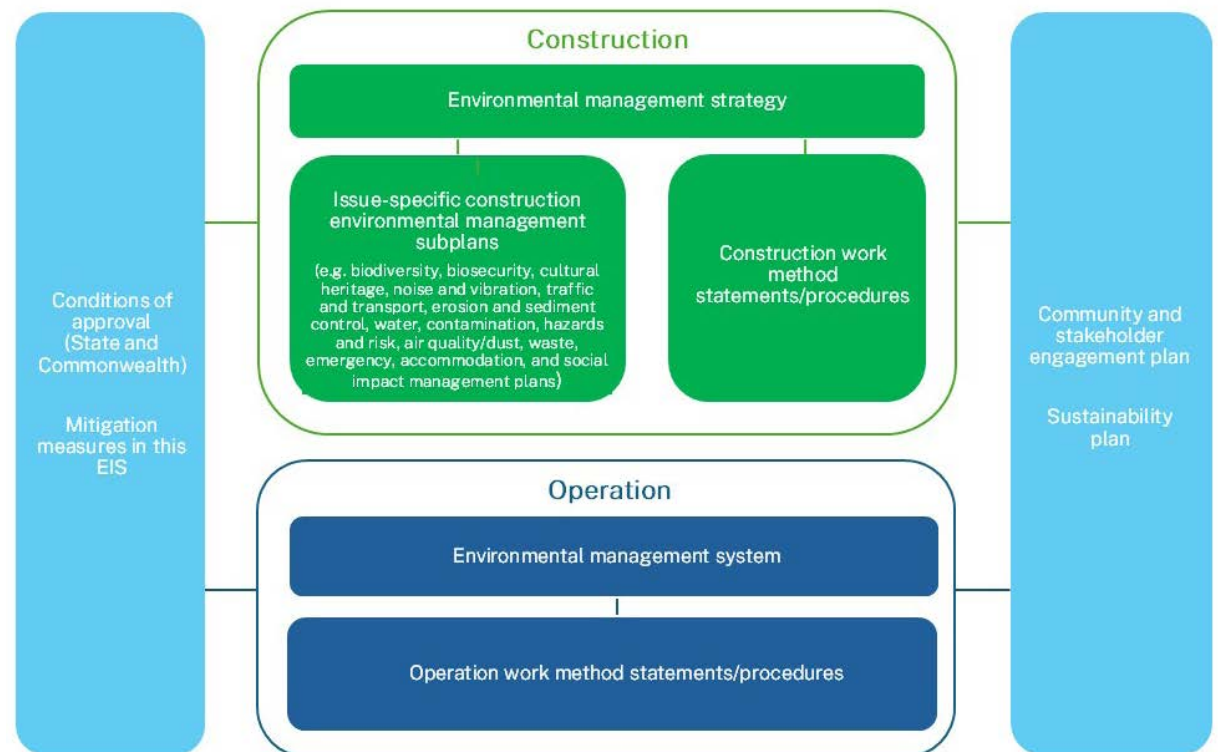 Conditions of
approval
(State and
Commonwealth)
Mitigation
measures in this
EIS
Construction
Environmental management strategy
Issue-specific construction
environmental management
subplans
(e.g. biodiversity, biosecurity, cultural
heritage, noise and vibration, traffic
and transport, erosion and sediment
control, water, contamination, hazards
and risk, air quality/dust, waste,
emergency, accommodation, and social
impact management plans)
Construction work
method
statements/procedures
Operation
Environmental management system
Operation work method statements/procedures
Community and
stakeholder
engagement plan
Sustainability
plan